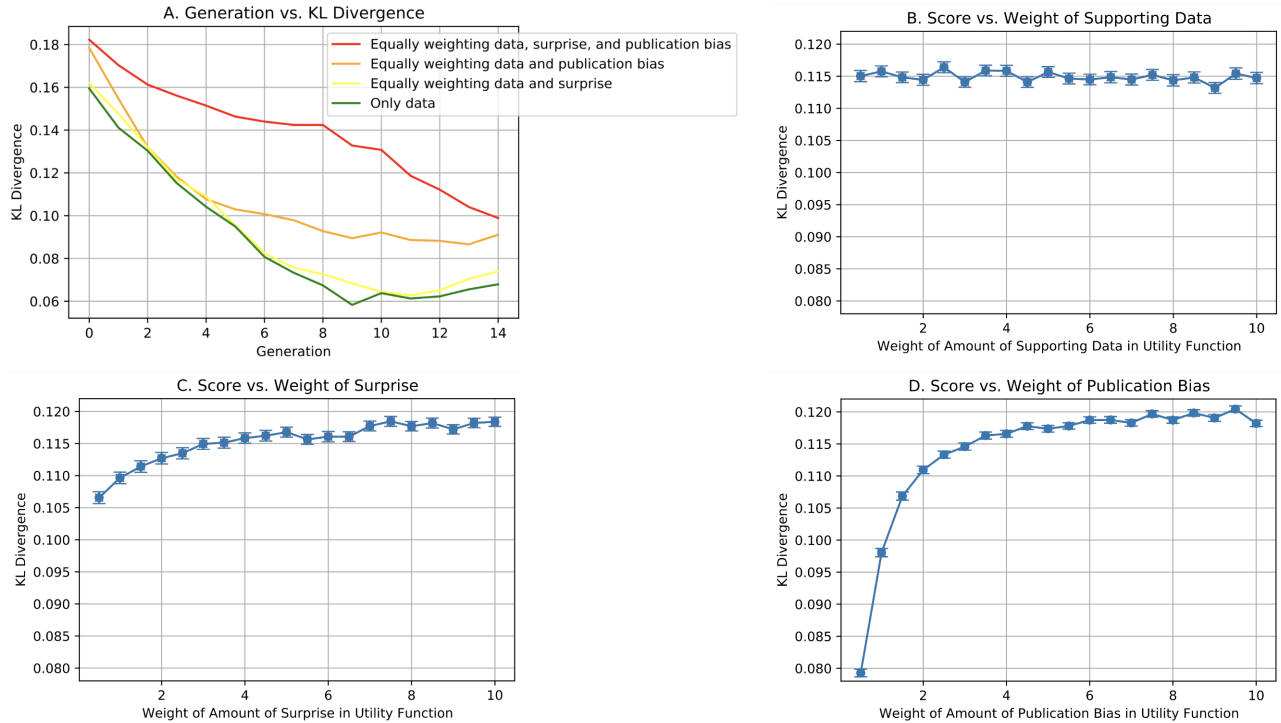 A. Generation vs. KL Divergence
KL Divergence
0.18
0.16
0.14
0.12
0.10
0.08
0.06
0 2 4 6 8 10 12 14
Generation
Equally weighting data, surprise, and publication bias
Equally weighting data and publication bias
Equally weighting data and surprise
Only data
B. Score vs. Weight of Supporting Data
KL Divergence
0.120
0.115
0.110
0.105
0.100
0.095
0.090
0.085
0.080
2 4 6 8 10
Weight of Amount of Supporting Data in Utility Function
C. Score vs. Weight of Surprise
KL Divergence
0.120
0.115
0.110
0.105
0.100
0.095
0.090
0.085
0.080
0 2 4 6 8 10
Weight of Amount of Surprise in Utility Function
D. Score vs. Weight of Publication Bias
KL Divergence
0.120
0.115
0.110
0.105
0.100
0.095
0.090
0.085
0.080
2 4 6 8 10
Weight of Amount of Publication Bias in Utility Function